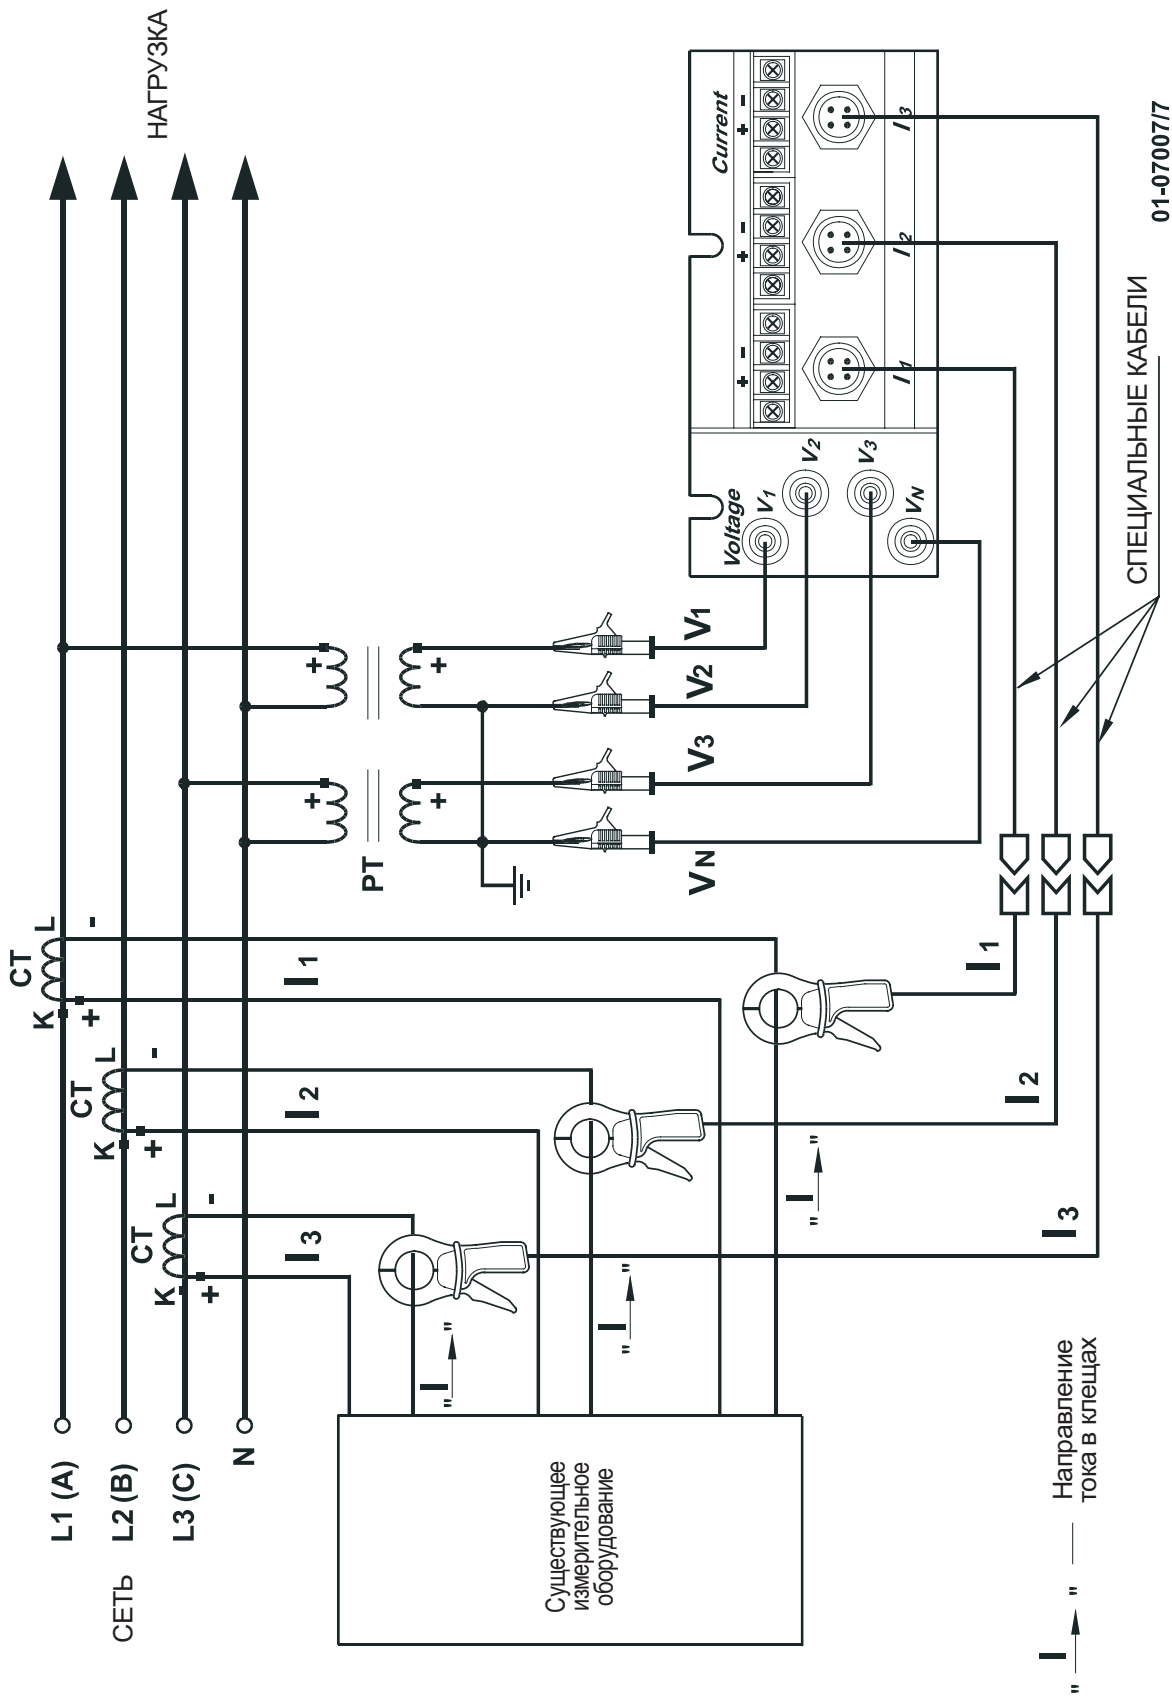 НАГРУЗКА
СЕТЬ
L1 (A)
L2 (B)
L3 (C)
N
CT
K
L
+
-
CT
K
L
+
-
CT
K
L
+
-
I1
I2
I3
PT
+
+
+
+
V1
V2
V3
VN
Voltage
V1
V2
V3
VN
Current
+ -
+ -
+ -
I1
I2
I3
I1
I2
I3
" I "
" I "
" I "
СПЕЦИАЛЬНЫЕ КАБЕЛИ
Существующее
измерительное
оборудование
" I " — Направление
тока в клещах
01-07007/7